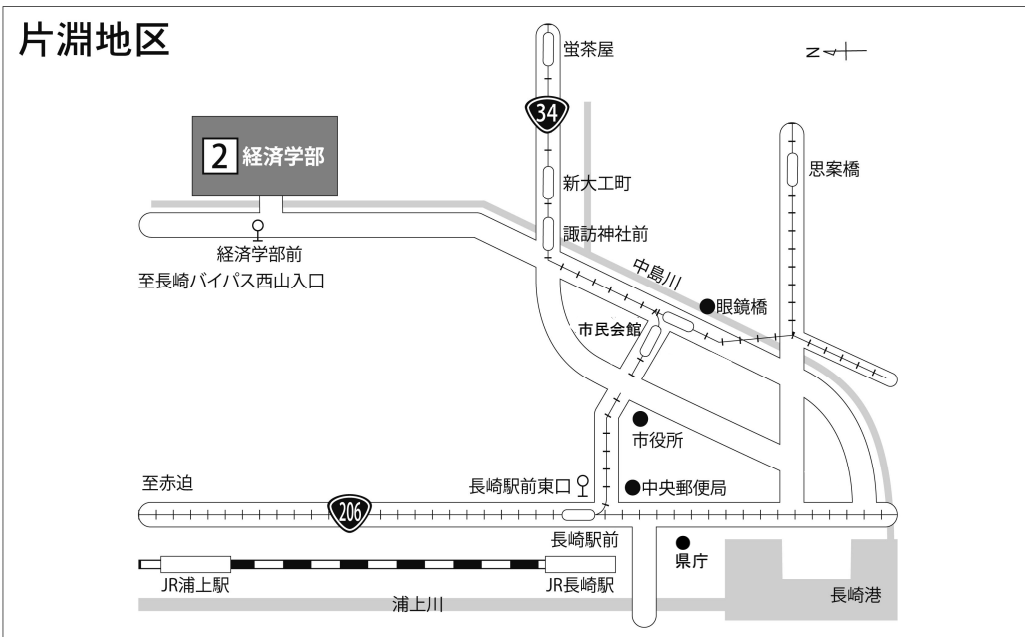 片淵地区
蛍茶屋
N
34
2 経済学部
新大工町
思案橋
諏訪神社前
経済学部前
至長崎バイパス西山入口
中島川
眼鏡橋
市民会館
市役所
至赤迫
長崎駅前東口
中央郵便局
206
長崎駅前
県庁
JR浦上駅
JR長崎駅
長崎港
浦上川